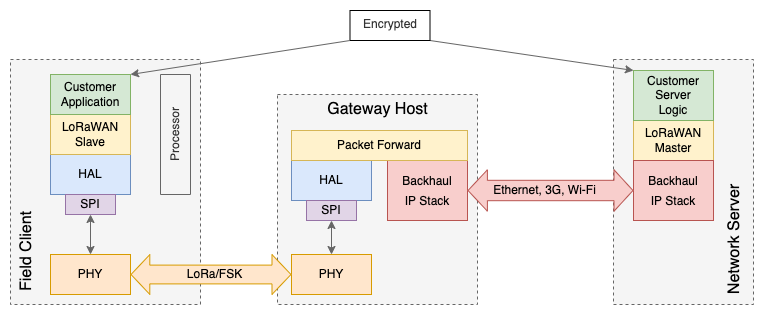 Encrypted
Customer
Application
LoRaWAN
Slave
HAL
SPI
PHY
Processor
Field Client
LoRa/FSK
Gateway Host
Packet Forward
HAL
SPI
PHY
Backhaul
IP Stack
Ethernet, 3G, Wi-Fi
Customer
Server
Logic
LoRaWAN
Master
Backhaul
IP Stack
Network Server